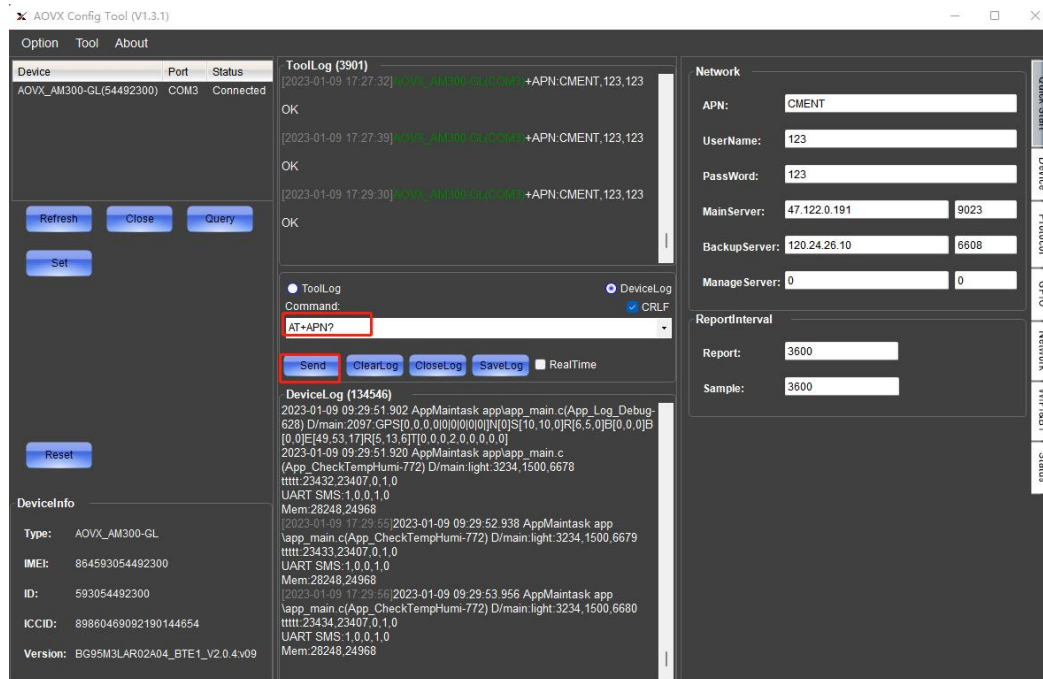 AOVX Config Tool (V1.3.1)
Option Tool About
Device Port Status
AOVX_AM300-GL(54492300) COM3 Connected
Refresh Close Query
Set
Reset
DeviceInfo
Type: AOVX_AM300-GL
IMEI: 864593054492300
ID: 593054492300
ICCID: 89860469092190144654
Version: BG95M3LAR02A04_BTE1_V2.0.4:v09
ToolLog (3901)
[2023-01-09 17:27:32]AOVX_AM300-GL(COM3)+APN:CMENT,123,123
OK
[2023-01-09 17:27:39]AOVX_AM300-GL(COM3)+APN:CMENT,123,123
OK
[2023-01-09 17:29:30]AOVX_AM300-GL(COM3)+APN:CMENT,123,123
OK
ToolLog DeviceLog
Command: CRLF
AT+APN?
Send ClearLog CloseLog SaveLog RealTime
DeviceLog (134546)
2023-01-09 09:29:51.902 AppMaintask app\app_main.c(App_Log_Debug-
628) D/main:2097:GPS[0,0,0,0|0|0|0|0|]N[0]S[10,10,0]R[6,5,0]B[0,0,0]B
[0,0]E[49,53,17]R[5,13,6]T[0,0,0,2,0,0,0,0,0]
2023-01-09 09:29:51.920 AppMaintask app\app_main.c
(App_CheckTempHumi-772) D/main:light:3234,1500,6678
ttttt:23432,23407,0,1,0
UART SMS:1,0,0,1,0
Mem:28248,24968
[2023-01-09 17:29:55]2023-01-09 09:29:52.938 AppMaintask app
\app_main.c(App_CheckTempHumi-772) D/main:light:3234,1500,6679
ttttt:23433,23407,0,1,0
UART SMS:1,0,0,1,0
Mem:28248,24968
[2023-01-09 17:29:56]2023-01-09 09:29:53.956 AppMaintask app
\app_main.c(App_CheckTempHumi-772) D/main:light:3234,1500,6680
ttttt:23434,23407,0,1,0
UART SMS:1,0,0,1,0
Mem:28248,24968
Network
APN: CMENT
UserName: 123
PassWord: 123
MainServer: 47.122.0.191 9023
BackupServer: 120.24.26.10 6608
ManageServer: 0 0
ReportInterval
Report: 3600
Sample: 3600
Quick Start
Device
Protocol
Network
Status